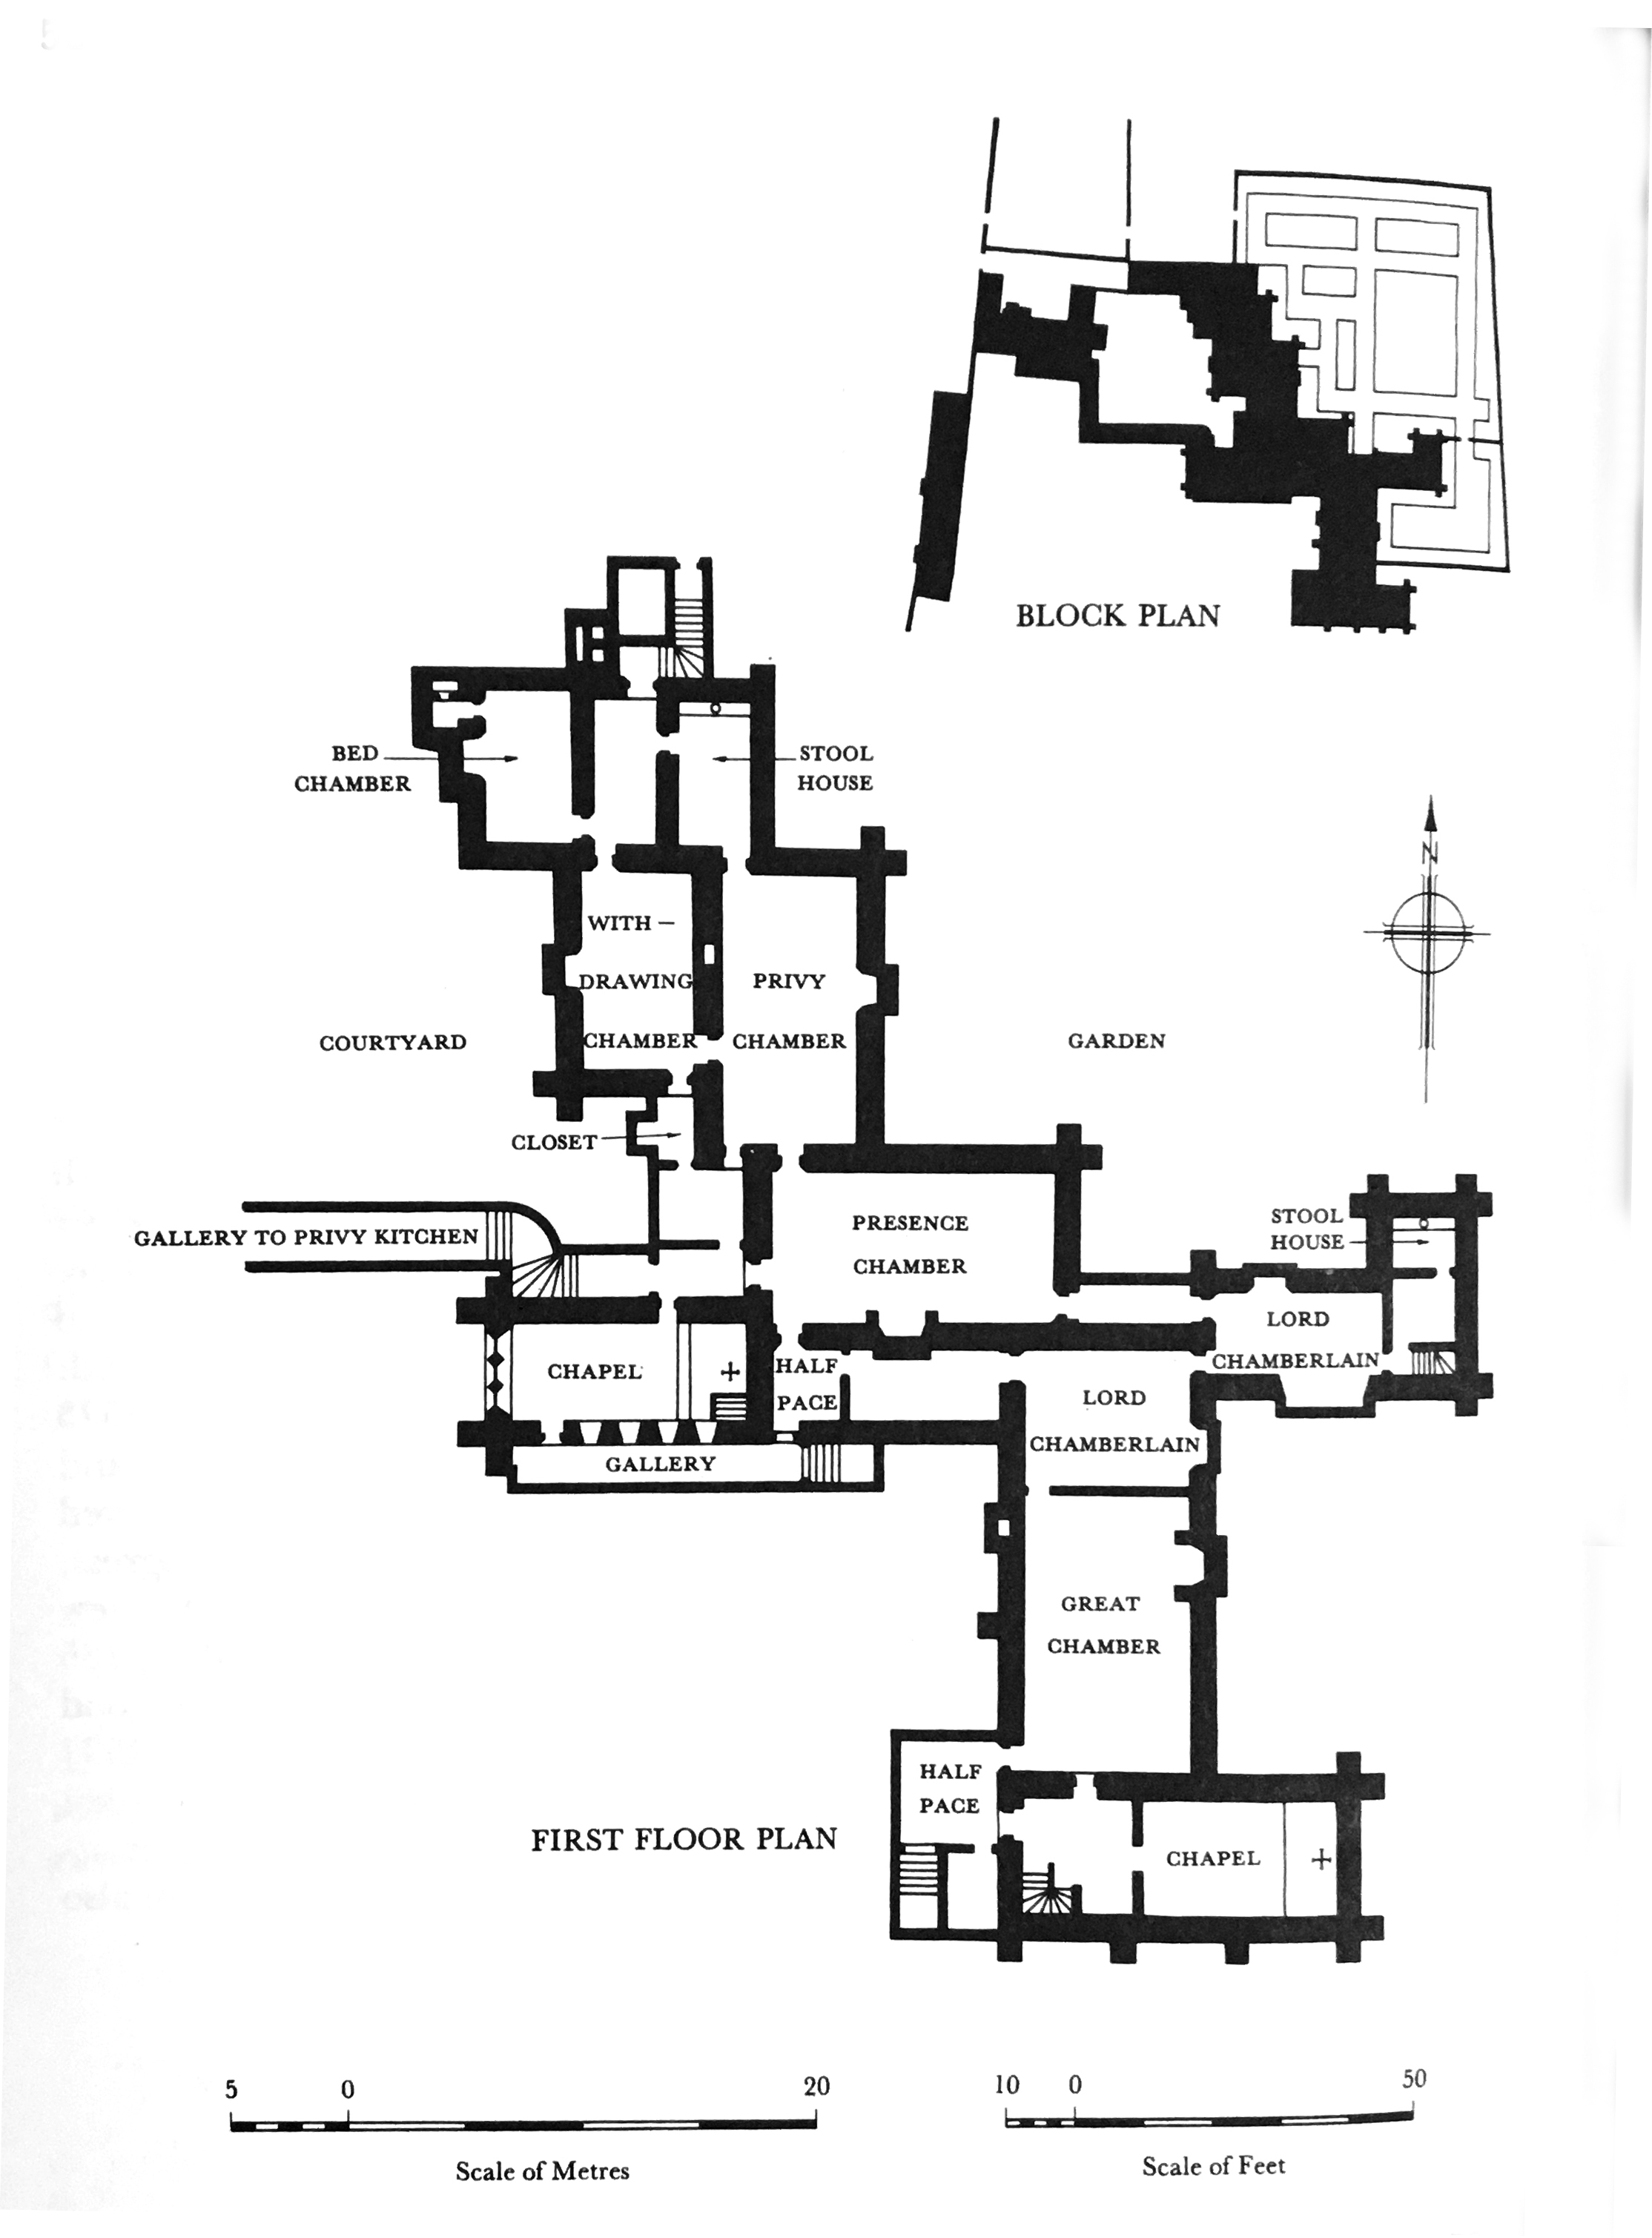 BLOCK PLAN
BED
CHAMBER
STOOL
HOUSE
N
WITH —
DRAWING
CHAMBER
PRIVY
CHAMBER
COURTYARD
GARDEN
CLOSET
GALLERY TO PRIVY KITCHEN
PRESENCE
CHAMBER
STOOL
HOUSE
LORD
CHAMBERLAIN
CHAPEL
HALF
PACE
LORD
CHAMBERLAIN
GALLERY
GREAT
CHAMBER
HALF
PACE
FIRST FLOOR PLAN
CHAPEL
5 0 20
Scale of Metres
10 0 50
Scale of Feet